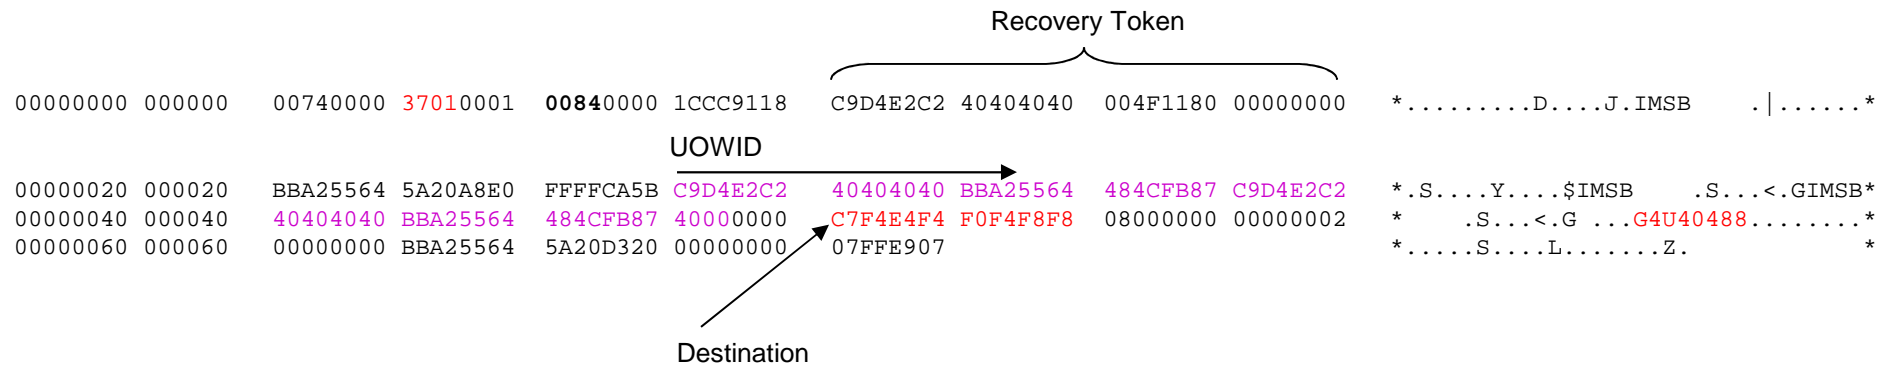 Recovery Token
00000000 000000 00740000 37010001 00840000 1CCC9118 C9D4E2C2 40404040 004F1180 00000000 *.........D....J.IMSB    .|......*
UOWID
00000020 000020 BBA25564 5A20A8E0 FFFFCA5B C9D4E2C2 40404040 BBA25564 484CFB87 C9D4E2C2 *.S....Y....$IMSB    .S...<.GIMSB*
00000040 000040 40404040 BBA25564 484CFB87 40000000 C7F4E4F4 F0F4F8F8 08000000 00000002 *    .S...<.G ...G4U40488........*
00000060 000060 00000000 BBA25564 5A20D320 00000000 07FFE907 *.....S....L.......Z.            *
Destination